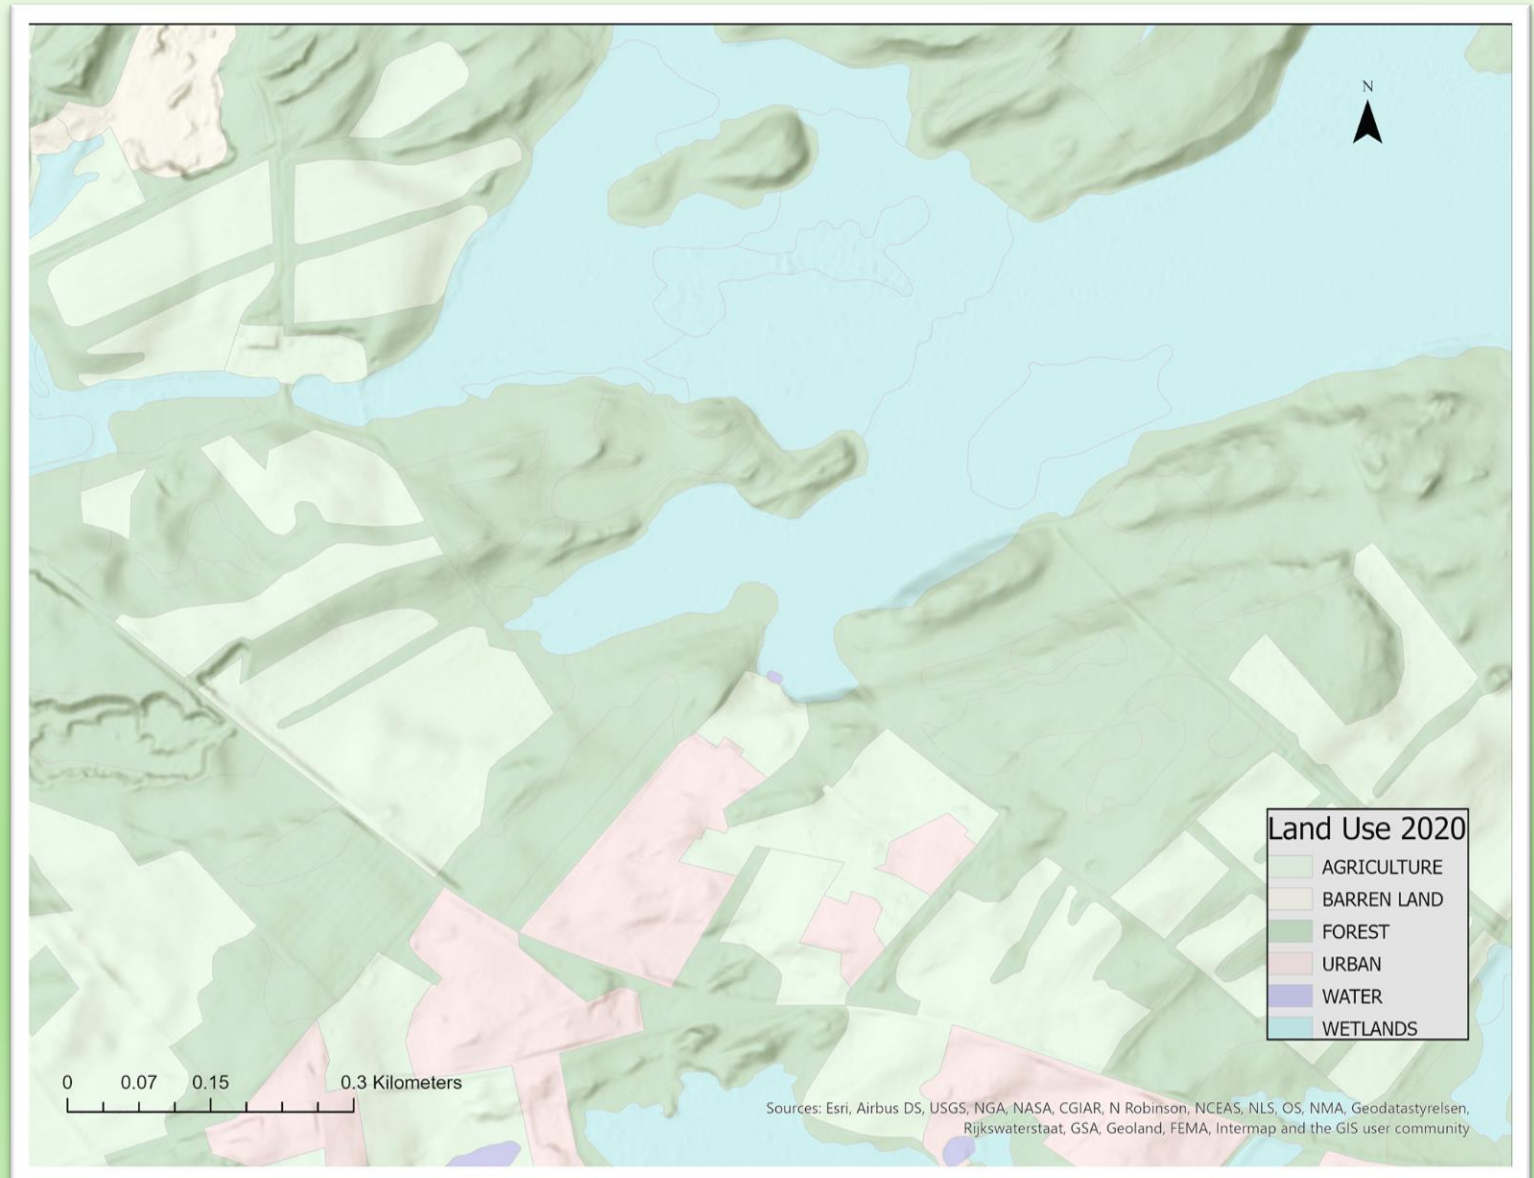 N
Land Use 2020
AGRICULTURE
BARREN LAND
FOREST
URBAN
WATER
WETLANDS
0 0.07 0.15 0.3 Kilometers
Sources: Esri, Airbus DS, USGS, NGA, NASA, CGIAR, N Robinson, NCEAS, NLS, OS, NMA, Geodatastyrelsen,
Rijkswaterstaat, GSA, Geoland, FEMA, Intermap and the GIS user community